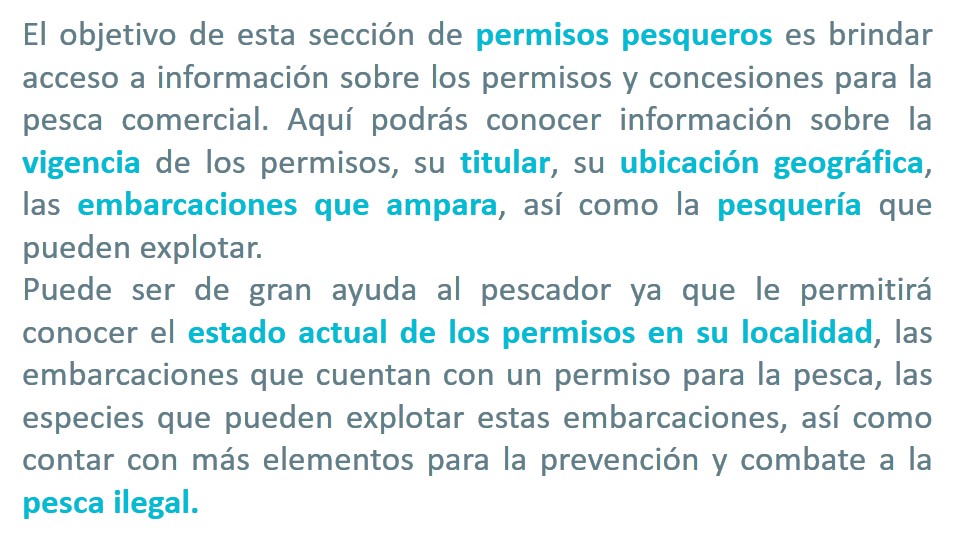 El objetivo de esta sección de permisos pesqueros es brindar
acceso a información sobre los permisos y concesiones para la
pesca comercial. Aquí podrás conocer información sobre la
vigencia de los permisos, su titular, su ubicación geográfica,
las embarcaciones que ampara, así como la pesquería que
pueden explotar.
Puede ser de gran ayuda al pescador ya que le permitirá
conocer el estado actual de los permisos en su localidad, las
embarcaciones que cuentan con un permiso para la pesca, las
especies que pueden explotar estas embarcaciones, así como
contar con más elementos para la prevención y combate a la
pesca ilegal.